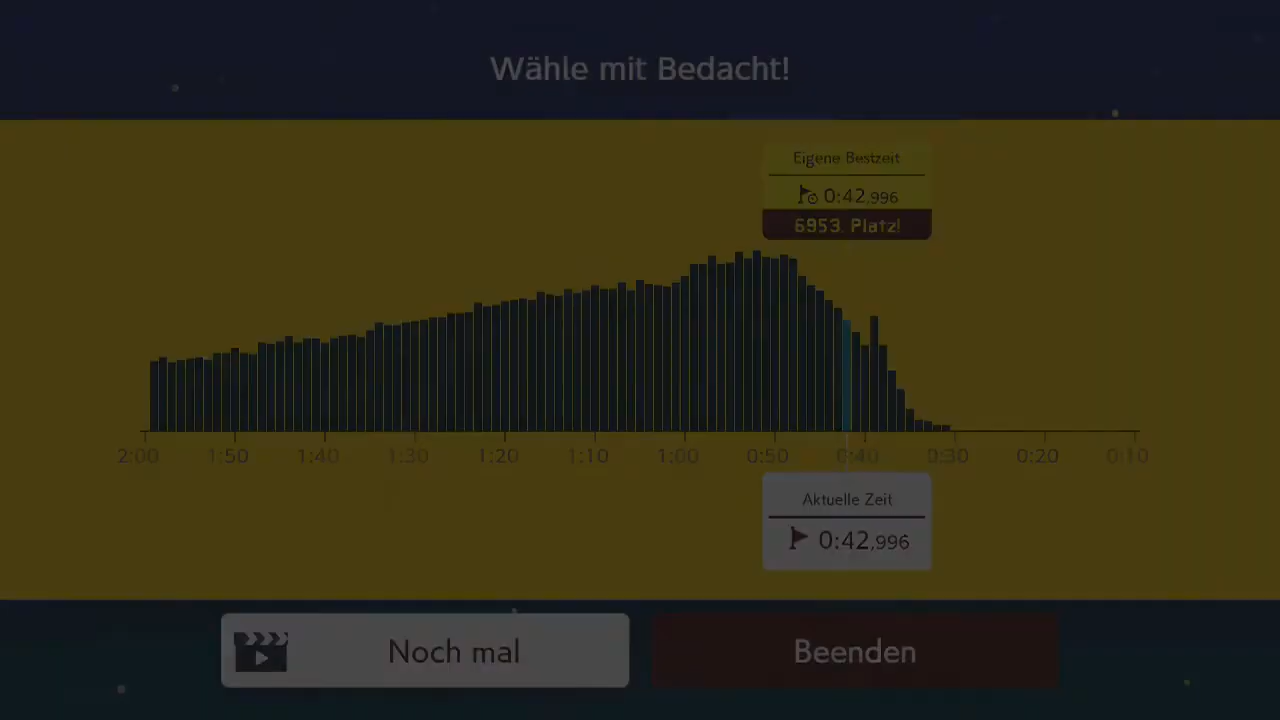 Wähle mit Bedacht!
Eigene Bestzeit
0:42,996
6953. Platz!
2:00 1:50 1:40 1:30 1:20 1:10 1:00 0:50 0:40 0:30 0:20 0:10
Aktuelle Zeit
0:42,996
Noch mal
Beenden